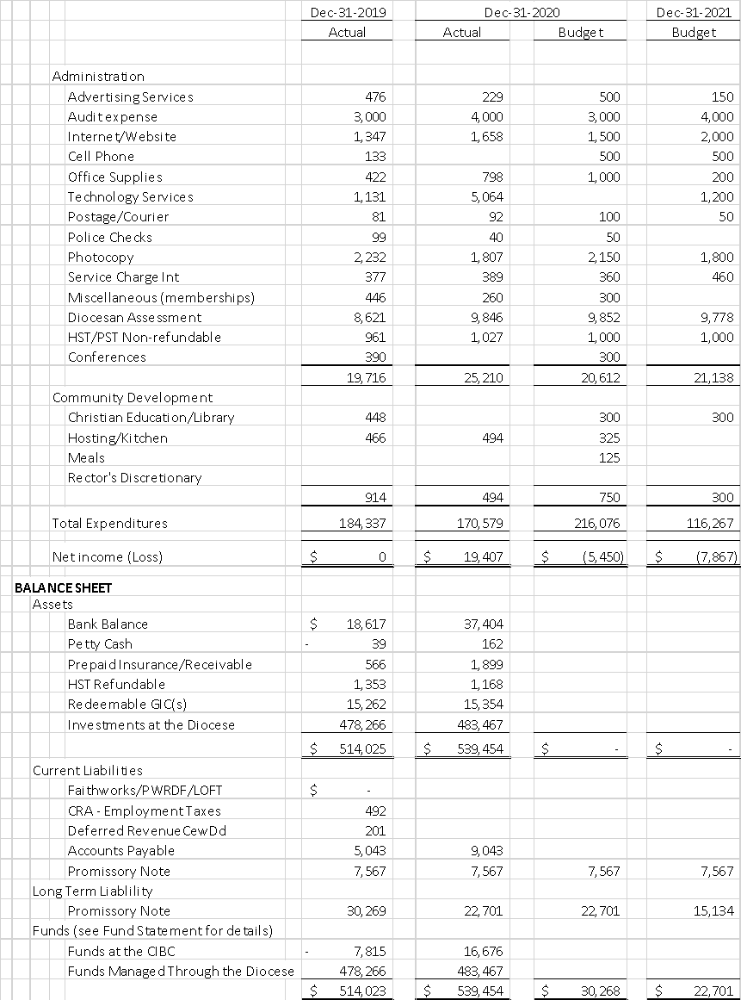 Dec-31-2019 Dec-31-2020 Dec-31-2021
Actual Actual Budget Budget
Administration
Advertising Services 476 229 500 150
Audit expense 3,000 4,000 3,000 4,000
Internet/Website 1,347 1,658 1,500 2,000
Cell Phone 133 500 500
Office Supplies 422 798 1,000 200
Technology Services 1,131 5,064 1,200
Postage/Courier 81 92 100 50
Police Checks 99 40 50
Photocopy 2,232 1,807 2,150 1,800
Service Charge Int 377 389 360 460
Miscellaneous (memberships) 446 260 300
Diocesan Assessment 8,621 9,846 9,852 9,778
HST/PST Non-refundable 961 1,027 1,000 1,000
Conferences 390 300
19,716 25,210 20,612 21,138
Community Development
Christian Education/Library 448 300 300
Hosting/Kitchen 466 494 325
Meals 125
Rector's Discretionary
914 494 750 300
Total Expenditures 184,337 170,579 216,076 116,267
Net income (Loss) $ 0 $ 19,407 $ (5,450) $ (7,867)
BALANCE SHEET
Assets
Bank Balance $ 18,617 37,404
Petty Cash - 39 162
Prepaid Insurance/Receivable 566 1,899
HST Refundable 1,353 1,168
Redeemable GIC(s) 15,262 15,354
Investments at the Diocese 478,266 483,467
$ 514,025 $ 539,454 $ - $ -
Current Liabilities
Faithworks/PWRDF/LOFT $ -
CRA - Employment Taxes 492
Deferred Revenue CewDd 201
Accounts Payable 5,043 9,043
Promissory Note 7,567 7,567 7,567 7,567
Long Term Liablility
Promissory Note 30,269 22,701 22,701 15,134
Funds (see Fund Statement for details)
Funds at the CIBC - 7,815 16,676
Funds Managed Through the Diocese 478,266 483,467
$ 514,023 $ 539,454 $ 30,268 $ 22,701